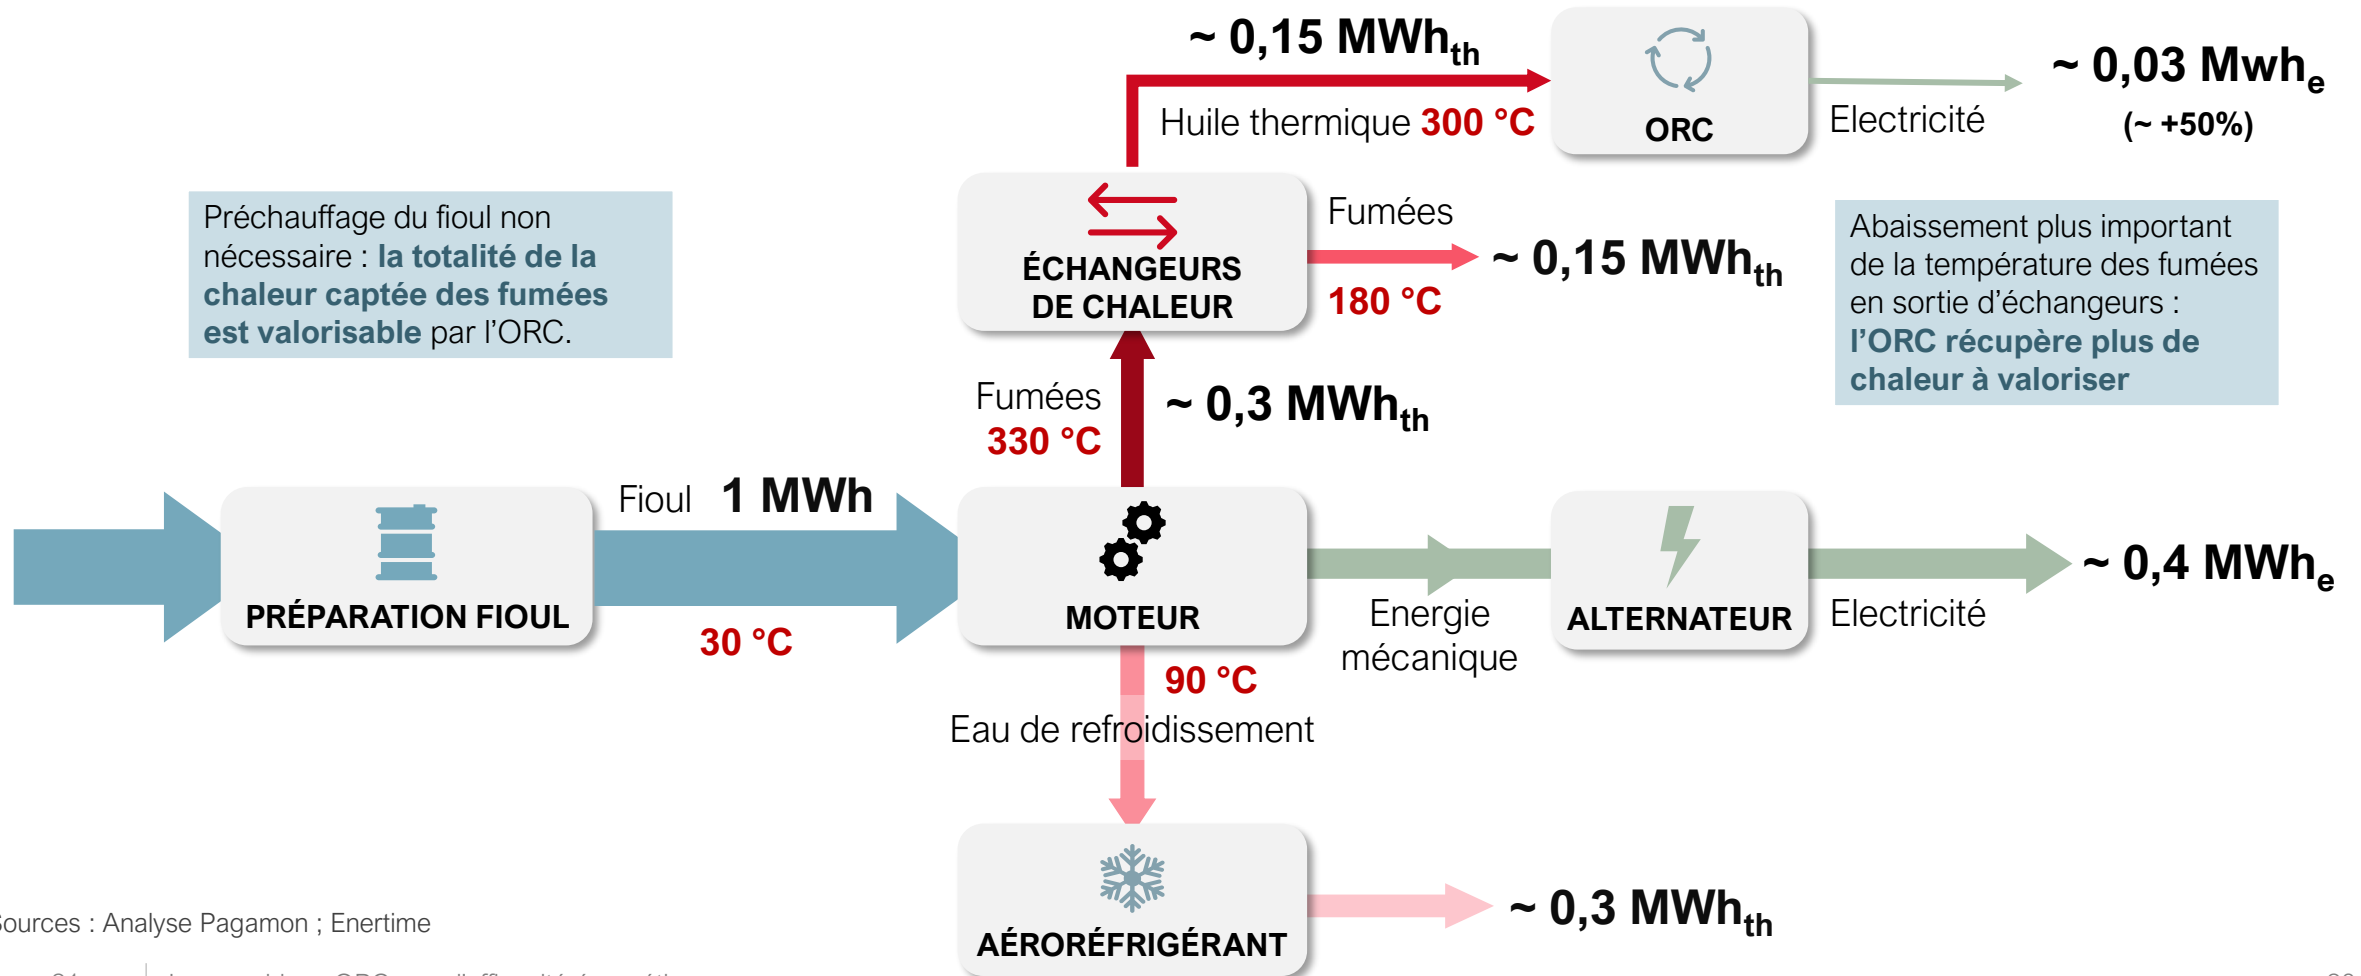 ~ 0,15 MWhth
Huile thermique 300 °C
ORC
Electricité
~ 0,03 Mwhe
(~ +50%)
Préchauffage du fioul non
nécessaire : la totalité de la
chaleur captée des fumées
est valorisable par l'ORC.
ÉCHANGEURS
DE CHALEUR
Fumées
180 °C
~ 0,15 MWhth
Abaissement plus important
de la température des fumées
en sortie d'échangeurs :
l'ORC récupère plus de
chaleur à valoriser
Fumées
330 °C
~ 0,3 MWhth
PRÉPARATION FIOUL
Fioul 1 MWh
30 °C
MOTEUR
Energie
mécanique
ALTERNATEUR
Electricité
~ 0,4 MWhe
90 °C
Eau de refroidissement
AÉRORÉFRIGÉRANT
~ 0,3 MWhth
Sources : Analyse Pagamon ; Enertime